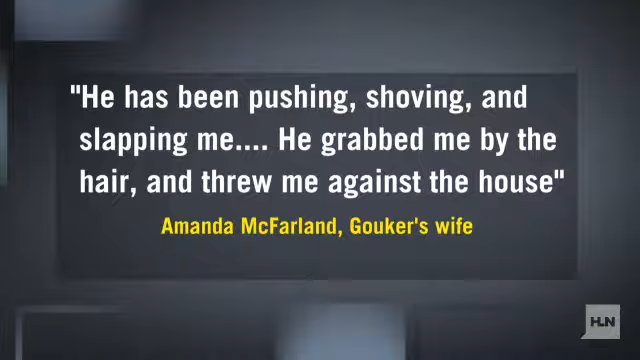 "He has been pushing, shoving, and
slapping me.... He grabbed me by the
hair, and threw me against the house"
Amanda McFarland, Gouker's wife
HLN